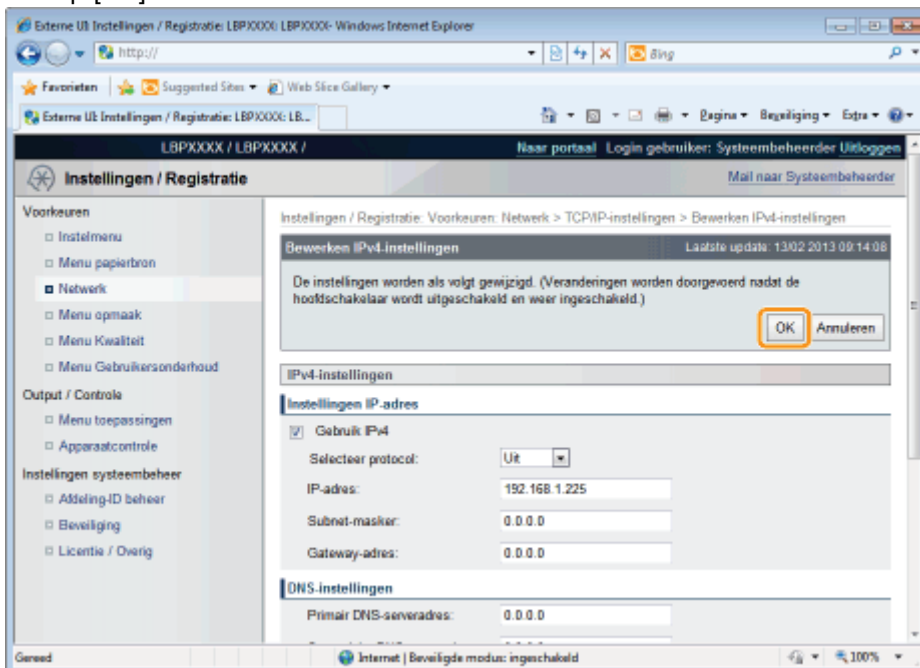 Externe UI: Instellingen / Registratie: LBPXXXX: LBPXXXX- Windows Internet Explorer
http://
Bing
Favorieten Suggested Sites Web Slice Gallery
Externe UI: Instellingen / Registratie: LBPXXXX: LB...
Pagina Beveiliging Extra
LBPXXXX / LBPXXXX /
Naar portaal Login gebruiker: Systeembeheerder Uitloggen
Instellingen / Registratie
Mail naar Systeembeheerder
Voorkeuren
Instelmenu
Menu papierbron
Netwerk
Menu opmaak
Menu Kwaliteit
Menu Gebruikersonderhoud
Output / Controle
Menu toepassingen
Apparaatcontrole
Instellingen systeembeheer
Afdeling-ID beheer
Beveiliging
Licentie / Overig
Instellingen / Registratie: Voorkeuren: Netwerk > TCP/IP-instellingen > Bewerken IPv4-instellingen
Bewerken IPv4-instellingen
Laatste update: 13/02 2013 09:14:08
De instellingen worden als volgt gewijzigd. (Veranderingen worden doorgevoerd nadat de
hoofdschakelaar wordt uitgeschakeld en weer ingeschakeld.)
OK Annuleren
IPv4-instellingen
Instellingen IP-adres
Gebruik IPv4
Selecteer protocol: Uit
IP-adres: 192.168.1.225
Subnet-masker: 0.0.0.0
Gateway-adres: 0.0.0.0
DNS-instellingen
Primair DNS-serveradres: 0.0.0.0
Gereed
Internet | Beveiligde modus: ingeschakeld
100%